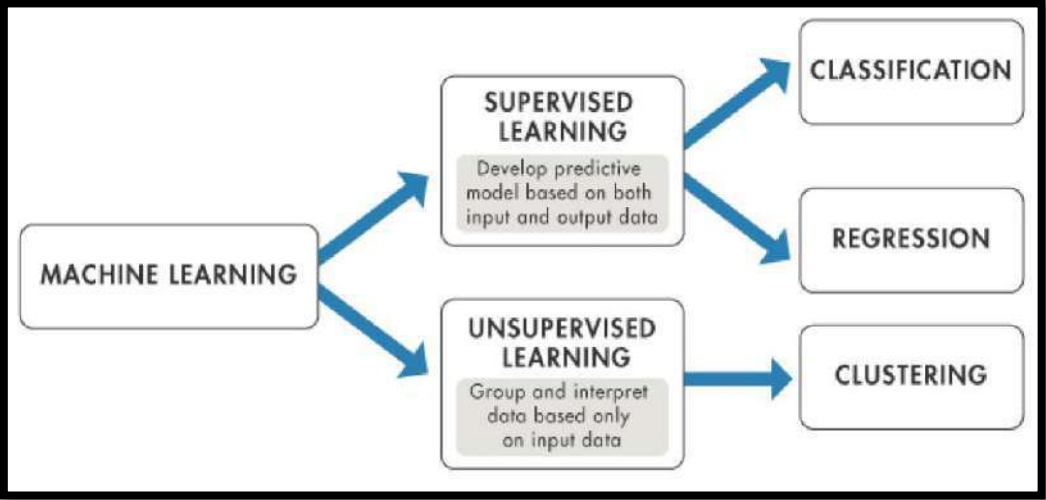 MACHINE LEARNING
SUPERVISED
LEARNING
Develop predictive
model based on both
input and output data
CLASSIFICATION
REGRESSION
UNSUPERVISED
LEARNING
Group and interpret
data based only
on input data
CLUSTERING